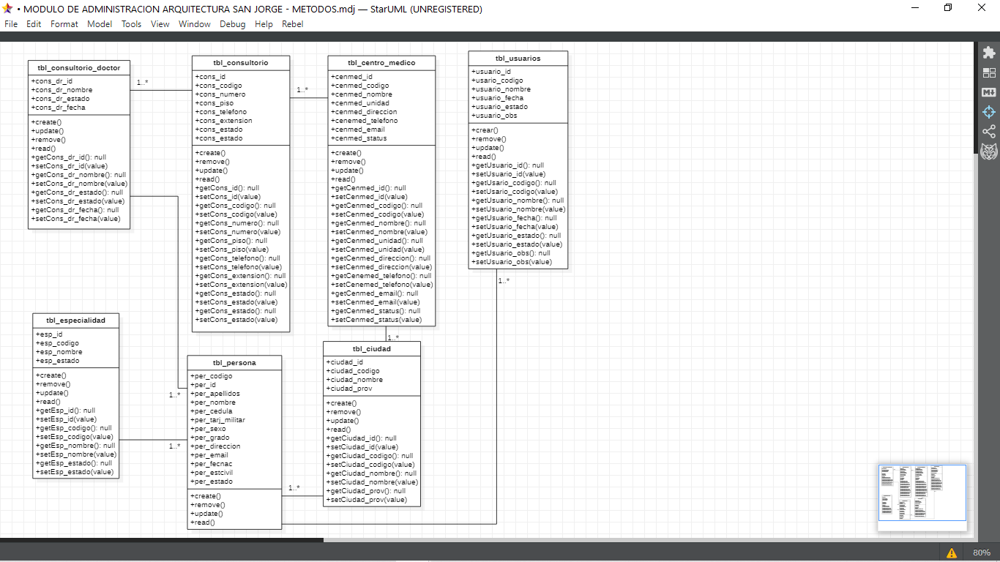 • MODULO DE ADMINISTRACION ARQUITECTURA SAN JORGE - METODOS.mdj — StarUML (UNREGISTERED)
File Edit Format Model Tools View Window Debug Help Rebel
tbl_consultorio_doctor
+cons_dr_id
+cons_dr_nombre
+cons_dr_estado
+cons_dr_fecha
+create()
+update()
+remove()
+read()
+getCons_dr_id(): null
+setCons_dr_id(value)
+getCons_dr_nombre(): null
+setCons_dr_nombre(value)
+getCons_dr_estado(): null
+setCons_dr_estado(value)
+getCons_dr_fecha(): null
+setCons_dr_fecha(value)
1..*
tbl_consultorio
+cons_id
+cons_codigo
+cons_numero
+cons_piso
+cons_telefono
+cons_extension
+cons_estado
+cons_estado
+create()
+remove()
+update()
+read()
+getCons_id(): null
+setCons_id(value)
+getCons_codigo(): null
+setCons_codigo(value)
+getCons_numero(): null
+setCons_numero(value)
+getCons_piso(): null
+setCons_piso(value)
+getCons_telefono(): null
+setCons_telefono(value)
+getCons_extension(): null
+setCons_extension(value)
+getCons_estado(): null
+setCons_estado(value)
+getCons_estado(): null
+setCons_estado(value)
1..*
tbl_centro_medico
+cenmed_id
+cenmed_codigo
+cenmed_nombre
+cenmed_unidad
+cenmed_direccion
+cenemed_telefono
+cenmed_email
+cenmed_status
+create()
+remove()
+update()
+read()
+getCenmed_id(): null
+setCenmed_id(value)
+getCenmed_codigo(): null
+setCenmed_codigo(value)
+getCenmed_nombre(): null
+setCenmed_nombre(value)
+getCenmed_unidad(): null
+setCenmed_unidad(value)
+getCenmed_direccion(): null
+setCenmed_direccion(value)
+getCenemed_telefono(): null
+setCenemed_telefono(value)
+getCenmed_email(): null
+setCenmed_email(value)
+getCenmed_status(): null
+setCenmed_status(value)
1..*
tbl_usuarios
+usuario_id
+usario_codigo
+usuario_nombre
+usuario_fecha
+usuario_estado
+usuario_obs
+crear()
+remove()
+update()
+read()
+getUsuario_id(): null
+setUsuario_id(value)
+getUsario_codigo(): null
+setUsario_codigo(value)
+getUsuario_nombre(): null
+setUsuario_nombre(value)
+getUsuario_fecha(): null
+setUsuario_fecha(value)
+getUsuario_estado(): null
+setUsuario_estado(value)
+getUsuario_obs(): null
+setUsuario_obs(value)
1..*
tbl_especialidad
+esp_id
+esp_codigo
+esp_nombre
+esp_estado
+create()
+remove()
+update()
+read()
+getEsp_id(): null
+setEsp_id(value)
+getEsp_codigo(): null
+setEsp_codigo(value)
+getEsp_nombre(): null
+setEsp_nombre(value)
+getEsp_estado(): null
+setEsp_estado(value)
1..*
1..*
tbl_persona
+per_codigo
+per_id
+per_apellidos
+per_nombre
+per_cedula
+per_tarj_militar
+per_sexo
+per_grado
+per_direccion
+per_email
+per_fecnac
+per_estcivil
+per_estado
+create()
+remove()
+update()
+read()
1..*
tbl_ciudad
+ciudad_id
+ciudad_codigo
+ciudad_nombre
+ciudad_prov
+create()
+remove()
+update()
+read()
+getCiudad_id(): null
+setCiudad_id(value)
+getCiudad_codigo(): null
+setCiudad_codigo(value)
+getCiudad_nombre(): null
+setCiudad_nombre(value)
+getCiudad_prov(): null
+setCiudad_prov(value)
M
80%